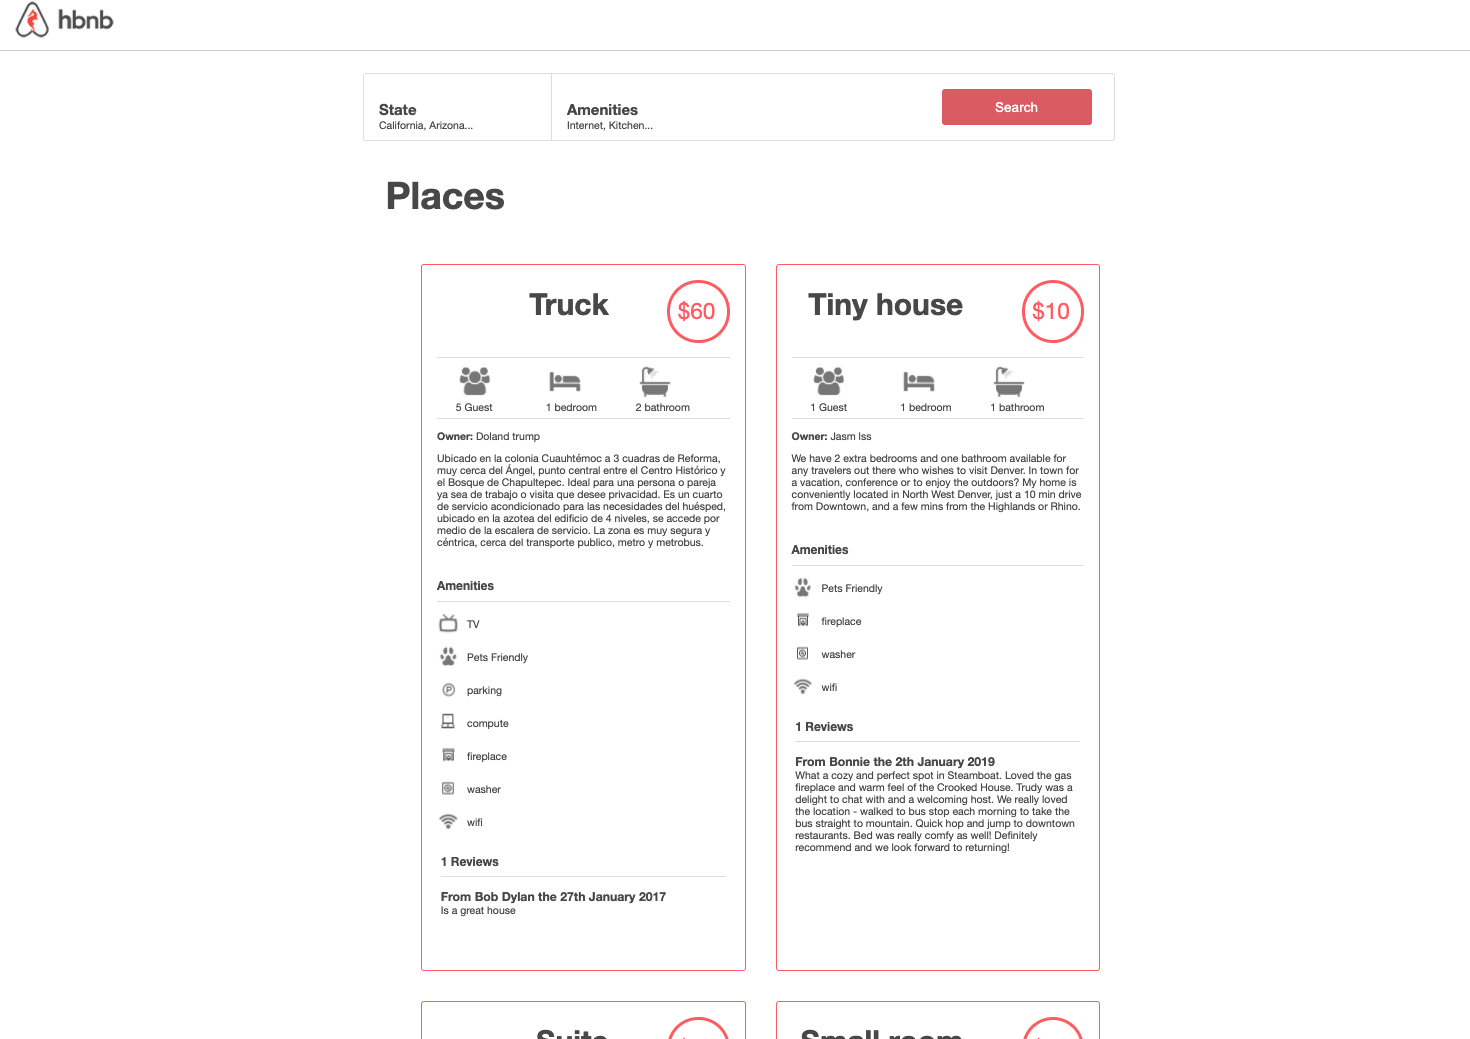 hbnb
State
California, Arizona...
Amenities
Internet, Kitchen...
Search
Places
Truck
$60
5 Guest
1 bedroom
2 bathroom
Owner: Doland trump
Ubicado en la colonia Cuauhtémoc a 3 cuadras de Reforma,
muy cerca del Ángel, punto central entre el Centro Histórico y
el Bosque de Chapultepec. Ideal para una persona o pareja
ya sea de trabajo o visita que desee privacidad. Es un cuarto
de servicio acondicionado para las necesidades del huésped,
ubicado en la azotea del edificio de 4 niveles, se accede por
medio de la escalera de servicio. La zona es muy segura y
céntrica, cerca del transporte publico, metro y metrobus.
Amenities
TV
Pets Friendly
parking
compute
fireplace
washer
wifi
1 Reviews
From Bob Dylan the 27th January 2017
Is a great house
Tiny house
$10
1 Guest
1 bedroom
1 bathroom
Owner: Jasm Iss
We have 2 extra bedrooms and one bathroom available for
any travelers out there who wishes to visit Denver. In town for
a vacation, conference or to enjoy the outdoors? My home is
conveniently located in North West Denver, just a 10 min drive
from Downtown, and a few mins from the Highlands or Rhino.
Amenities
Pets Friendly
fireplace
washer
wifi
1 Reviews
From Bonnie the 2th January 2019
What a cozy and perfect spot in Steamboat. Loved the gas
fireplace and warm feel of the Crooked House. Trudy was a
delight to chat with and a welcoming host. We really loved
the location - walked to bus stop each morning to take the
bus straight to mountain. Quick hop and jump to downtown
restaurants. Bed was really comfy as well! Definitely
recommend and we look forward to returning!
Suite
Small room